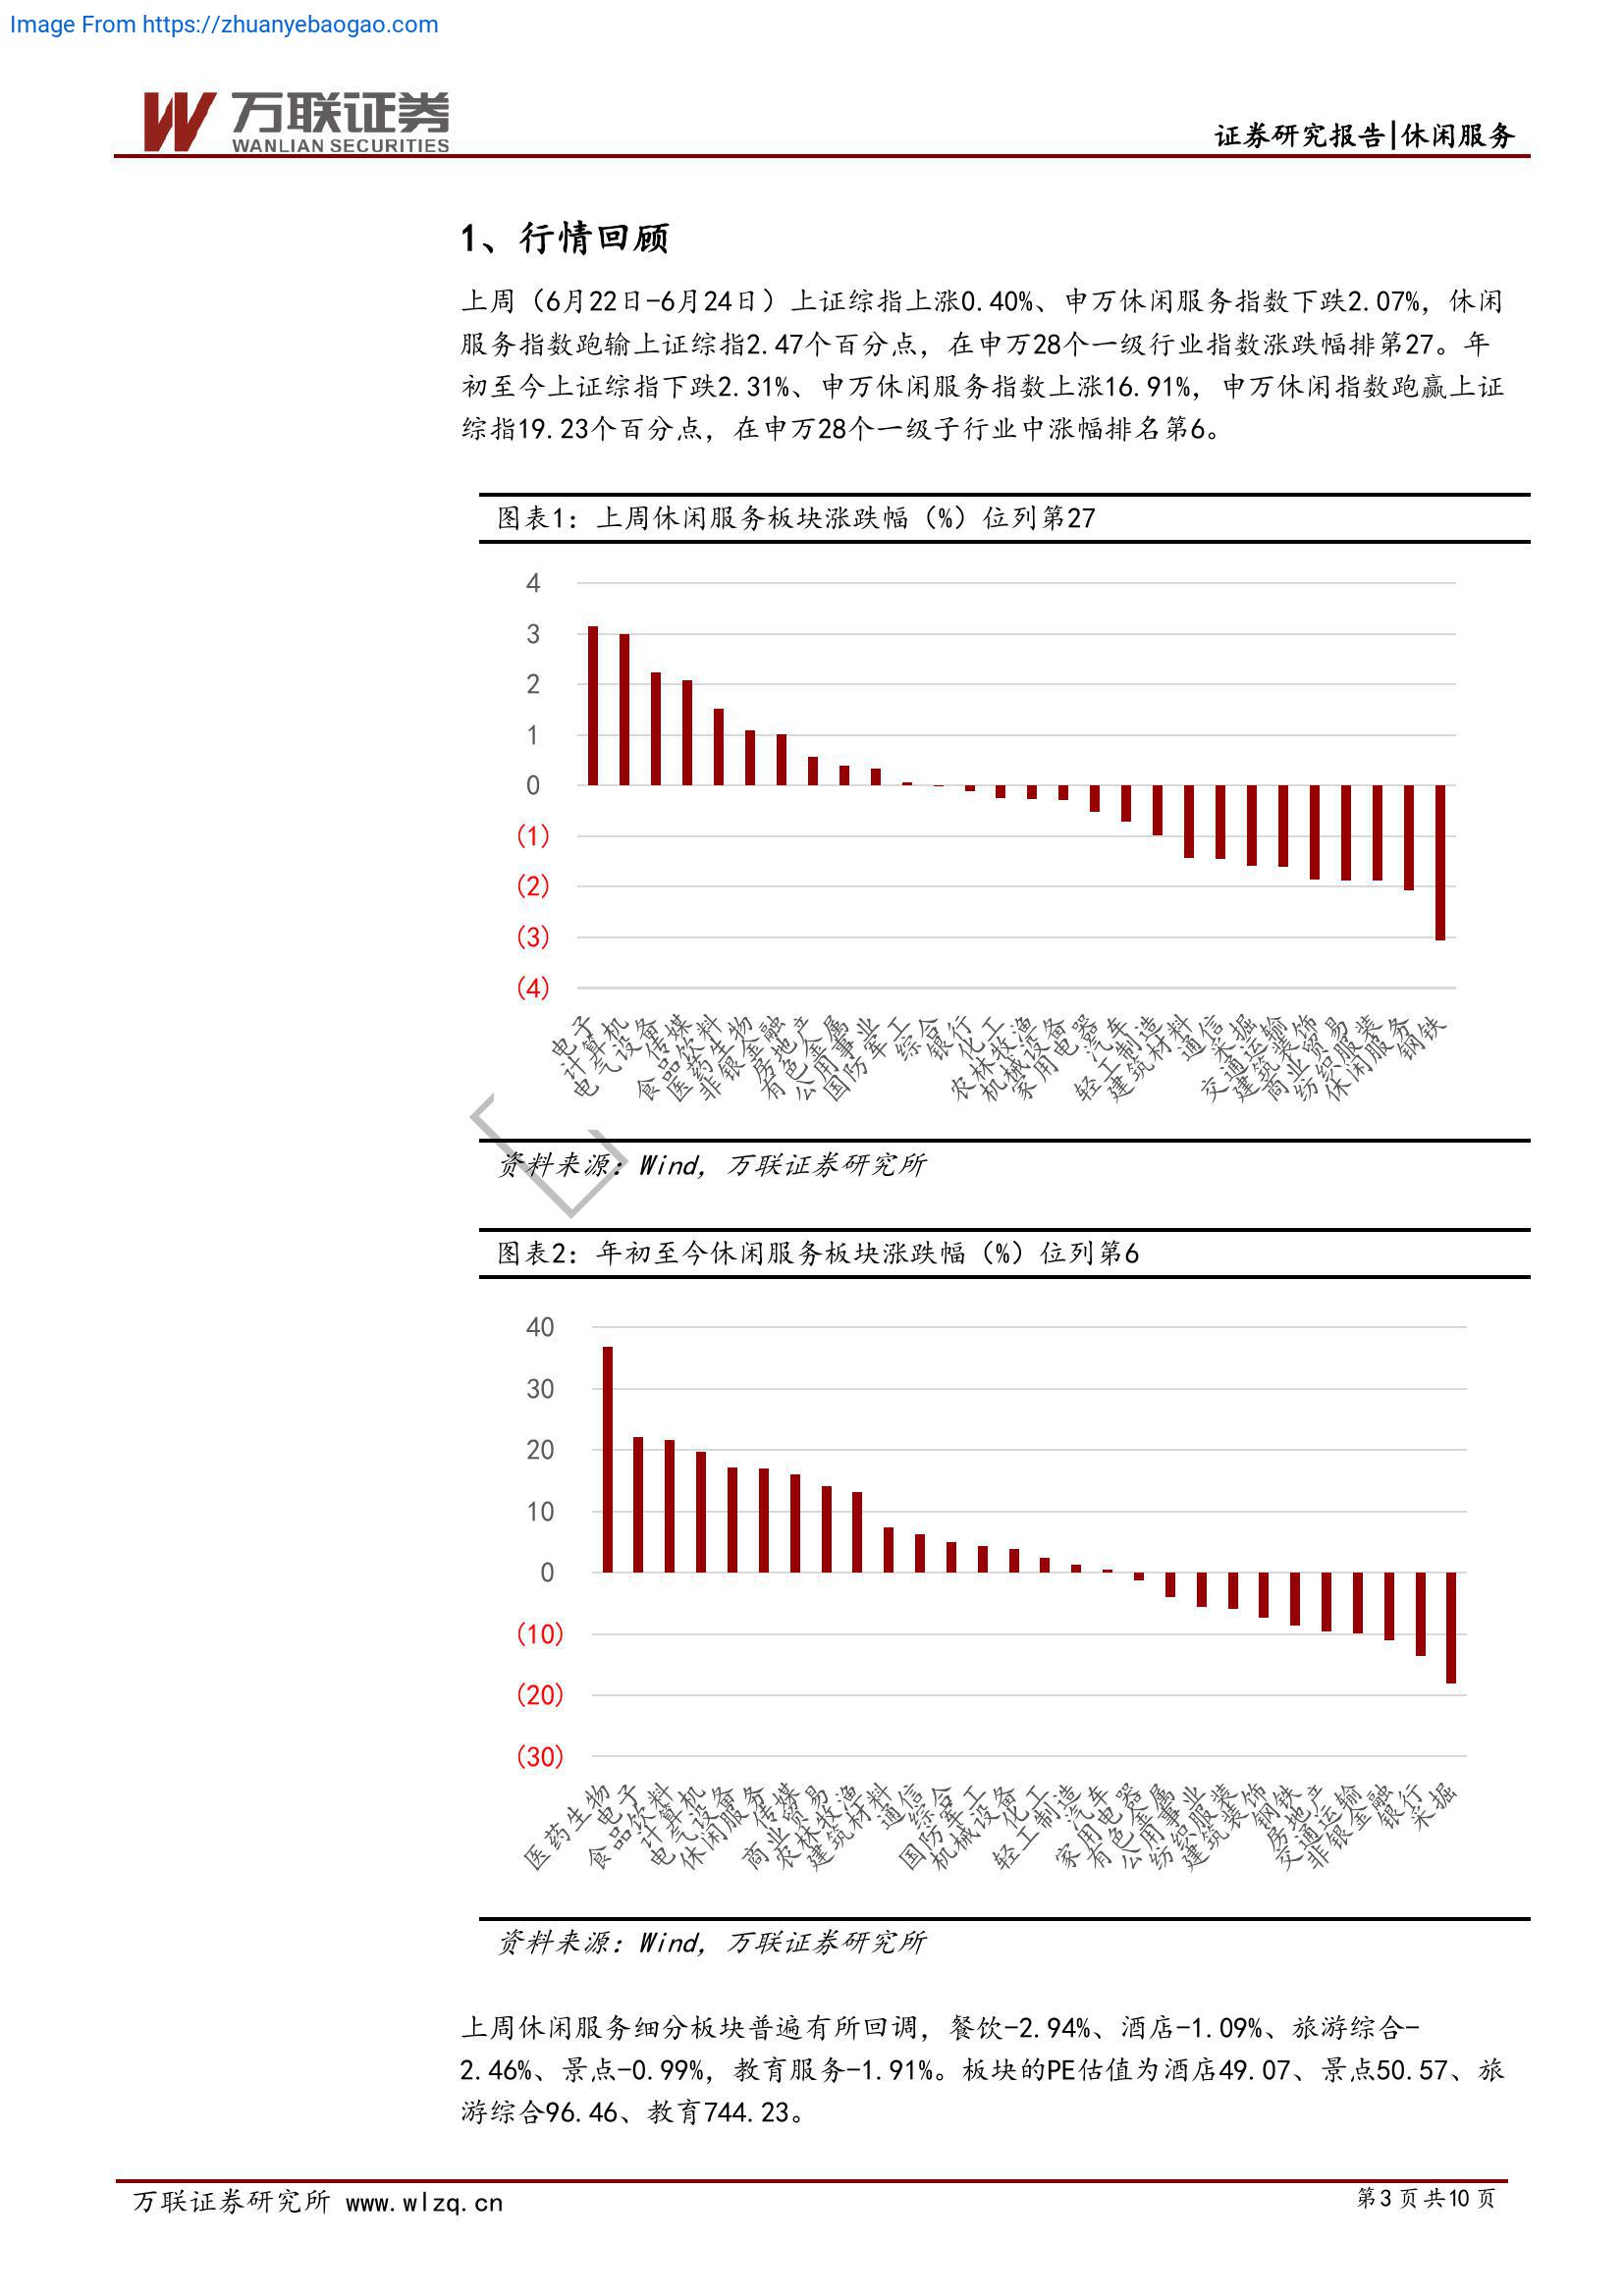 Image From https://zhuanyebaogao.com
万联证券
WANLIAN SECURITIES
证券研究报告|休闲服务
1、行情回顾
上周（6月22日-6月24日）上证综指上涨0.40%、申万休闲服务指数下跌2.07%，休闲
服务指数跑输上证综指2.47个百分点，在申万28个一级行业指数涨跌幅排第27。年
初至今上证综指下跌2.31%、申万休闲服务指数上涨16.91%，申万休闲指数跑赢上证
综指19.23个百分点，在申万28个一级子行业中涨幅排名第6。
图表1：上周休闲服务板块涨跌幅（%）位列第27
4
3
2
1
0
(1)
(2)
(3)
(4)
电子
计算机
电气设备
传媒
食品饮料
医药生物
非银金融
房地产
有色金属
公用事业
国防军工
综合
银行
化工
农林牧渔
机械设备
家用电器
汽车
轻工制造
建筑材料
通信
采掘
交通运输
建筑装饰
商业贸易
纺织服装
休闲服务
钢铁
资料来源：Wind，万联证券研究所
图表2：年初至今休闲服务板块涨跌幅（%）位列第6
40
30
20
10
0
(10)
(20)
(30)
医药生物
电子
食品饮料
计算机
电气设备
休闲服务
传媒
商业贸易
农林牧渔
建筑材料
通信
综合
国防军工
机械设备
化工
轻工制造
汽车
家用电器
有色金属
公用事业
纺织服装
建筑装饰
钢铁
房地产
交通运输
非银金融
银行
采掘
资料来源：Wind，万联证券研究所
上周休闲服务细分板块普遍有所回调，餐饮-2.94%、酒店-1.09%、旅游综合-
2.46%、景点-0.99%，教育服务-1.91%。板块的PE估值为酒店49.07、景点50.57、旅
游综合96.46、教育744.23。
万联证券研究所 www.wlzq.cn
第3页共10页